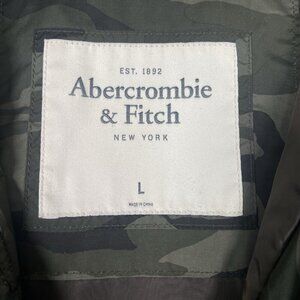 EST. 1892
Abercrombie
& Fitch
NEW YORK
L
MADE IN CHINA